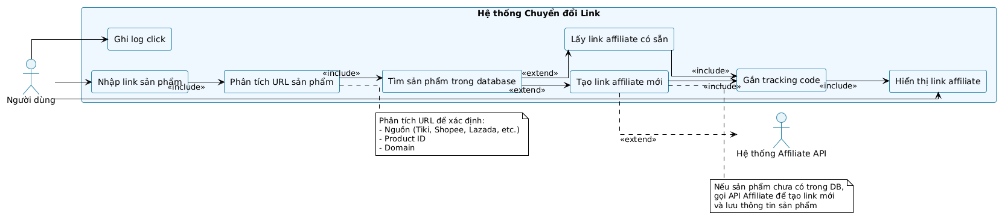 Hệ thống Chuyển đổi Link
Ghi log click
Lấy link affiliate có sẵn
Người dùng
Nhập link sản phẩm
«include»
Phân tích URL sản phẩm
«include»
Tìm sản phẩm trong database
«extend»
«extend»
Tạo link affiliate mới
«include»
«include»
Gắn tracking code
«include»
Hiển thị link affiliate
Phân tích URL để xác định:
- Nguồn (Tiki, Shopee, Lazada, etc.)
- Product ID
- Domain
«extend»
Hệ thống Affiliate API
Nếu sản phẩm chưa có trong DB,
gọi API Affiliate để tạo link mới
và lưu thông tin sản phẩm